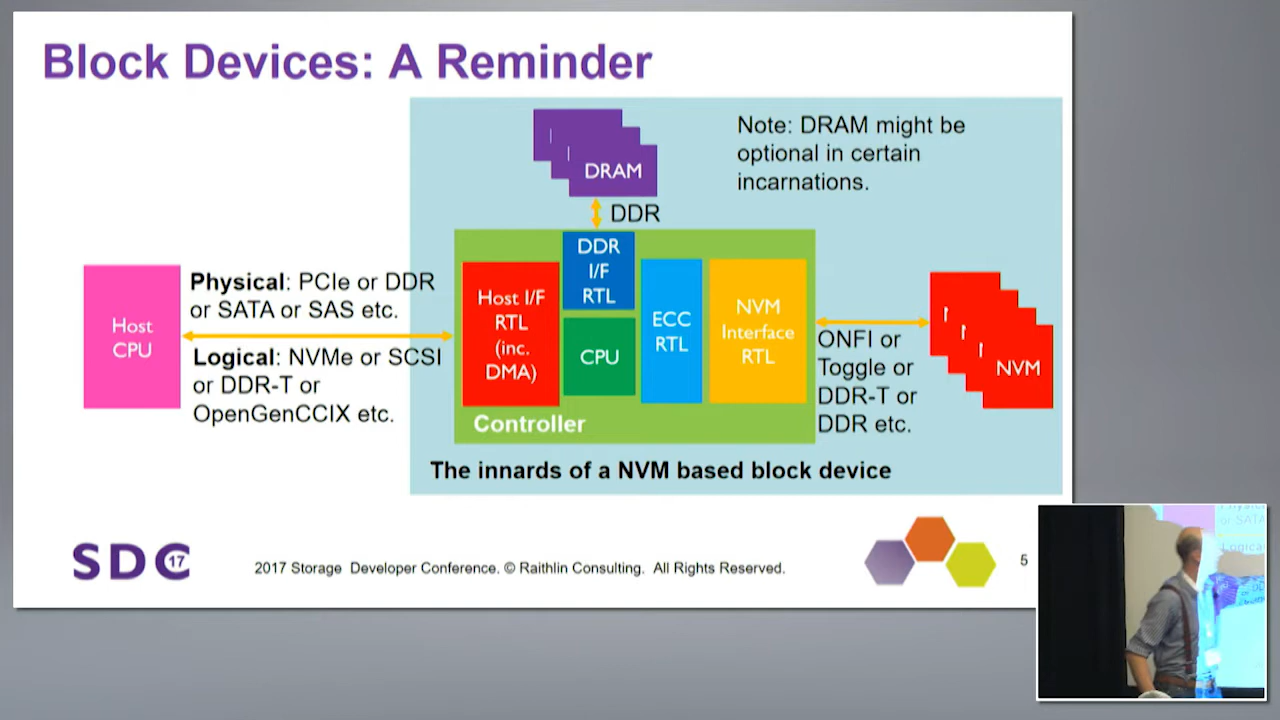 Block Devices: A Reminder
Note: DRAM might be
optional in certain
incarnations.
DRAM
DDR
DDR
I/F
RTL
Physical: PCIe or DDR
or SATA or SAS etc.
Host
CPU
Logical: NVMe or SCSI
or DDR-T or
OpenGenCCIX etc.
Host I/F
RTL
(inc.
DMA)
CPU
ECC
RTL
NVM
Interface
RTL
Controller
ONFI or
Toggle or
DDR-T or
DDR etc.
NVM
The innards of a NVM based block device
SDC 17
2017 Storage Developer Conference. © Raithlin Consulting. All Rights Reserved.
5
or SATA
Logical